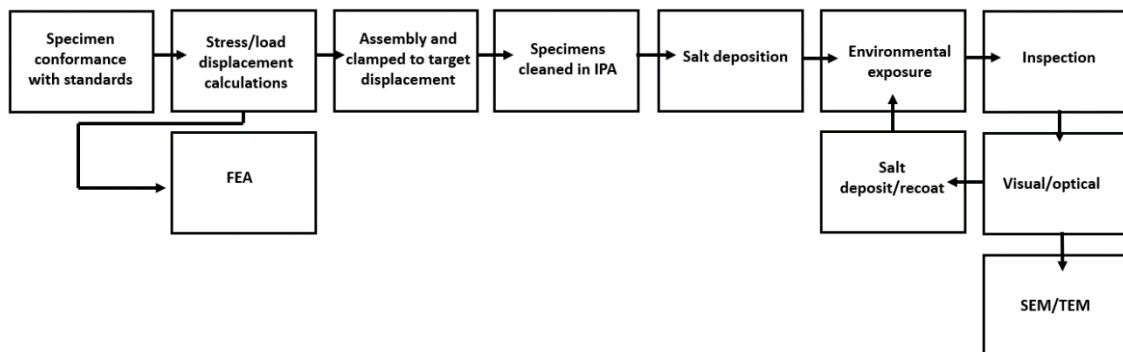 Specimen
conformance
with standards
Stress/load
displacement
calculations
Assembly and
clamped to target
displacement
Specimens
cleaned in IPA
Salt deposition
Environmental
exposure
Inspection
FEA
Salt
deposit/recoat
Visual/optical
SEM/TEM